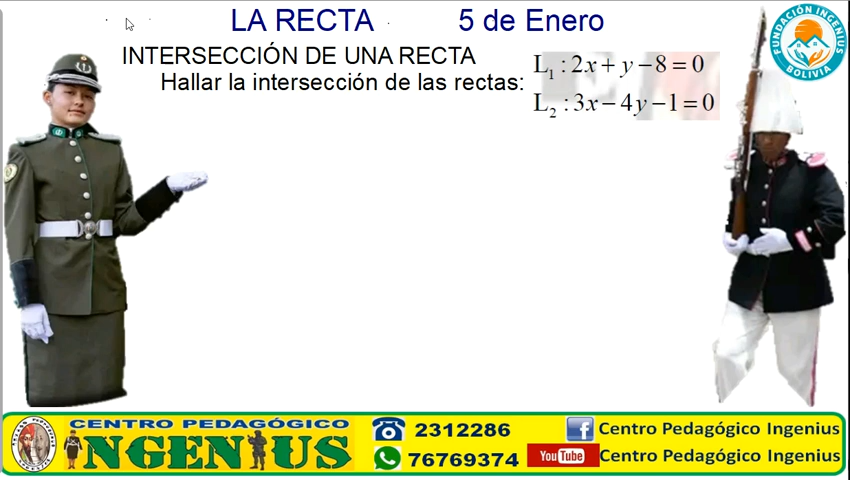 LA RECTA 5 de Enero
INTERSECCIÓN DE UNA RECTA
Hallar la intersección de las rectas:
L₁ : 2x + y − 8 = 0
L₂ : 3x − 4y − 1 = 0
FUNDACIÓN INGENIUS
BOLIVIA
CENTRO PEDAGÓGICO
INGENIUS
2312286
76769374
Centro Pedagógico Ingenius
YouTube Centro Pedagógico Ingenius